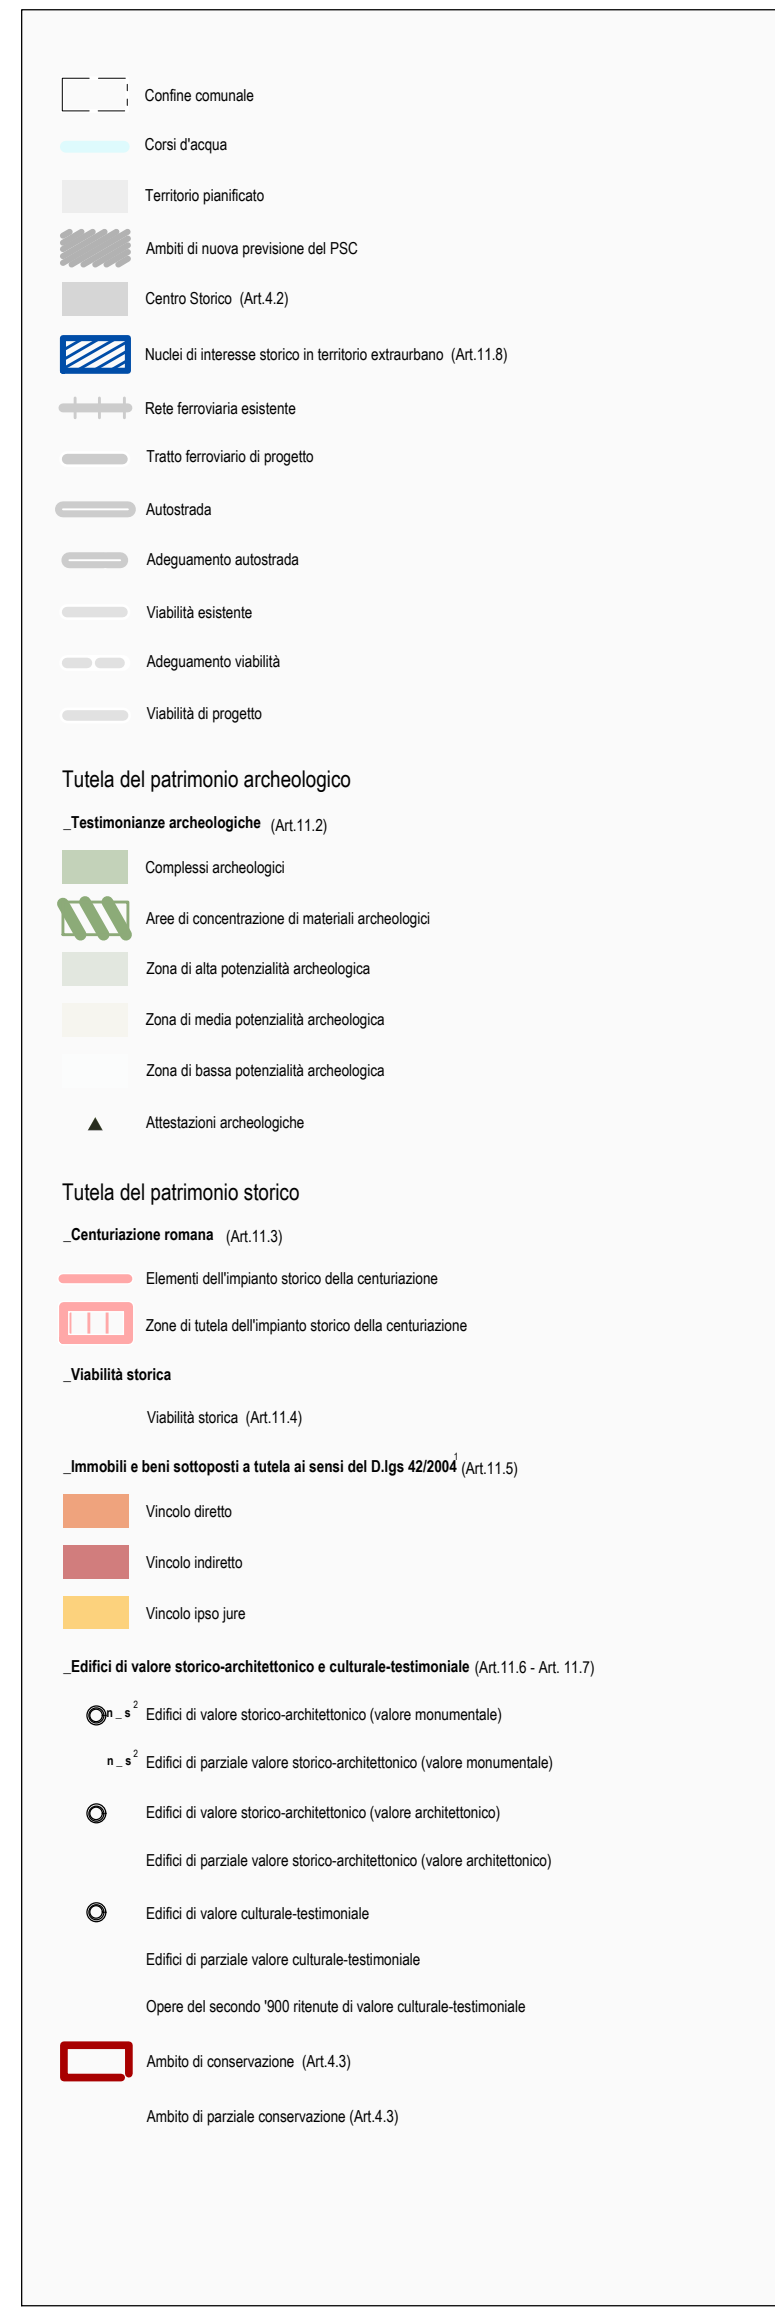 Confine comunale
Corsi d'acqua
Territorio pianificato
Ambiti di nuova previsione del PSC
Centro Storico (Art.4.2)
Nuclei di interesse storico in territorio extraurbano (Art.11.8)
Rete ferroviaria esistente
Tratto ferroviario di progetto
Autostrada
Adeguamento autostrada
Viabilità esistente
Adeguamento viabilità
Viabilità di progetto
Tutela del patrimonio archeologico
_Testimonianze archeologiche (Art.11.2)
Complessi archeologici
Aree di concentrazione di materiali archeologici
Zona di alta potenzialità archeologica
Zona di media potenzialità archeologica
Zona di bassa potenzialità archeologica
Attestazioni archeologiche
Tutela del patrimonio storico
_Centuriazione romana (Art.11.3)
Elementi dell'impianto storico della centuriazione
Zone di tutela dell'impianto storico della centuriazione
_Viabilità storica
Viabilità storica (Art.11.4)
_Immobili e beni sottoposti a tutela ai sensi del D.lgs 42/2004 1 (Art.11.5)
Vincolo diretto
Vincolo indiretto
Vincolo ipso jure
_Edifici di valore storico-architettonico e culturale-testimoniale (Art.11.6 - Art. 11.7)
n_s 2 Edifici di valore storico-architettonico (valore monumentale)
n_s 2 Edifici di parziale valore storico-architettonico (valore monumentale)
Edifici di valore storico-architettonico (valore architettonico)
Edifici di parziale valore storico-architettonico (valore architettonico)
Edifici di valore culturale-testimoniale
Edifici di parziale valore culturale-testimoniale
Opere del secondo '900 ritenute di valore culturale-testimoniale
Ambito di conservazione (Art.4.3)
Ambito di parziale conservazione (Art.4.3)